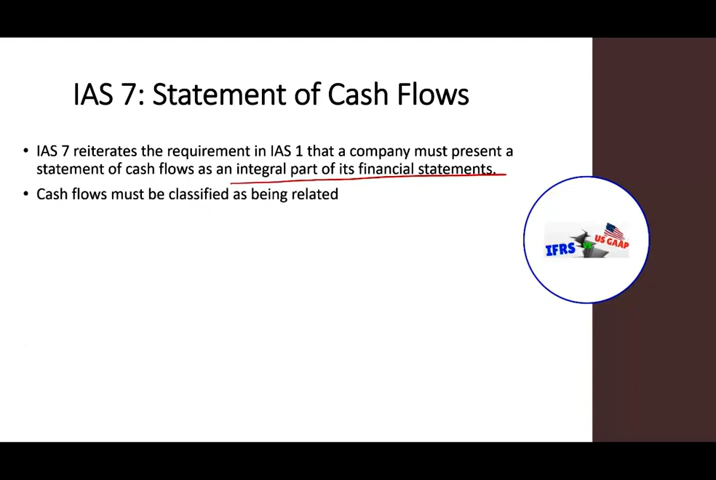 IAS 7: Statement of Cash Flows
• IAS 7 reiterates the requirement in IAS 1 that a company must present a
statement of cash flows as an integral part of its financial statements.
• Cash flows must be classified as being related
IFRS
US GAAP